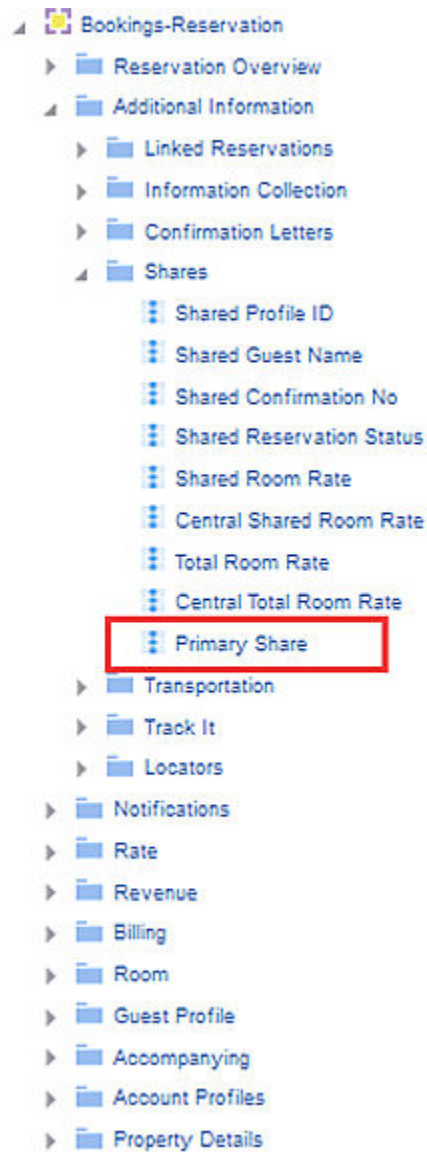 Bookings-Reservation
Reservation Overview
Additional Information
Linked Reservations
Information Collection
Confirmation Letters
Shares
Shared Profile ID
Shared Guest Name
Shared Confirmation No
Shared Reservation Status
Shared Room Rate
Central Shared Room Rate
Total Room Rate
Central Total Room Rate
Primary Share
Transportation
Track It
Locators
Notifications
Rate
Revenue
Billing
Room
Guest Profile
Accompanying
Account Profiles
Property Details